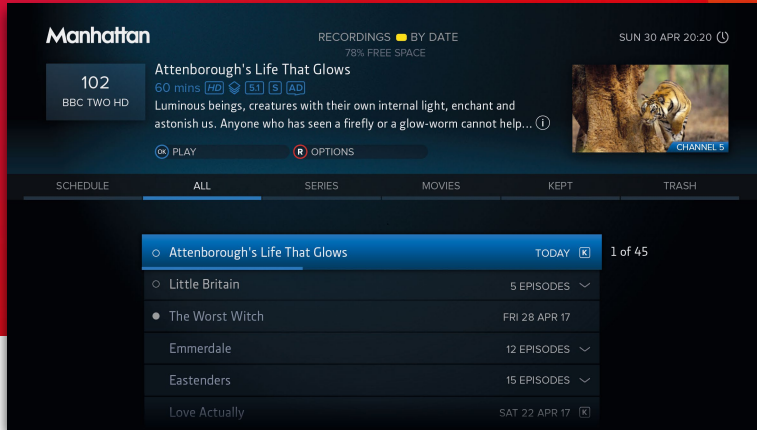 Manhattan
RECORDINGS BY DATE
78% FREE SPACE
SUN 30 APR 20:20
102
BBC TWO HD
Attenborough's Life That Glows
60 mins HD 5.1 S AD
Luminous beings, creatures with their own internal light, enchant and
astonish us. Anyone who has seen a firefly or a glow-worm cannot help... i
OK PLAY
R OPTIONS
CHANNEL 5
SCHEDULE ALL SERIES MOVIES KEPT TRASH
Attenborough's Life That Glows TODAY K 1 of 45
Little Britain 5 EPISODES
The Worst Witch FRI 28 APR 17
Emmerdale 12 EPISODES
Eastenders 15 EPISODES
Love Actually SAT 22 APR 17 K